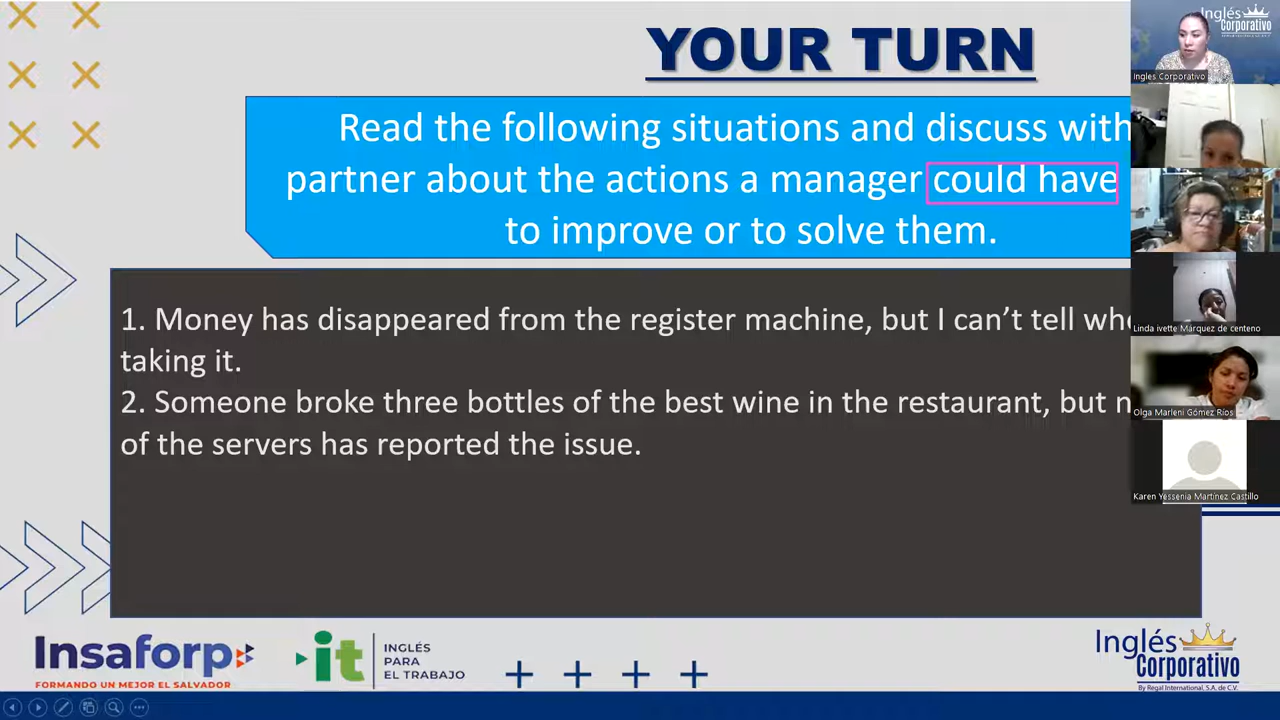 YOUR TURN
Read the following situations and discuss with
partner about the actions a manager could have
to improve or to solve them.
1. Money has disappeared from the register machine, but I can't tell
taking it.
2. Someone broke three bottles of the best wine in the restaurant, but
of the servers has reported the issue.
Inglés
Corporativo
Ingles Corporativo
Linda ivette Márquez de centeno
Olga Marleni Gómez Ríos
Karen Yessenia Martinez Castillo
Insaforp
FORMANDO UN MEJOR EL SALVADOR
it
INGLÉS
PARA
EL TRABAJO
Inglés
Corporativo
By Regal International, S.A. de C.V.